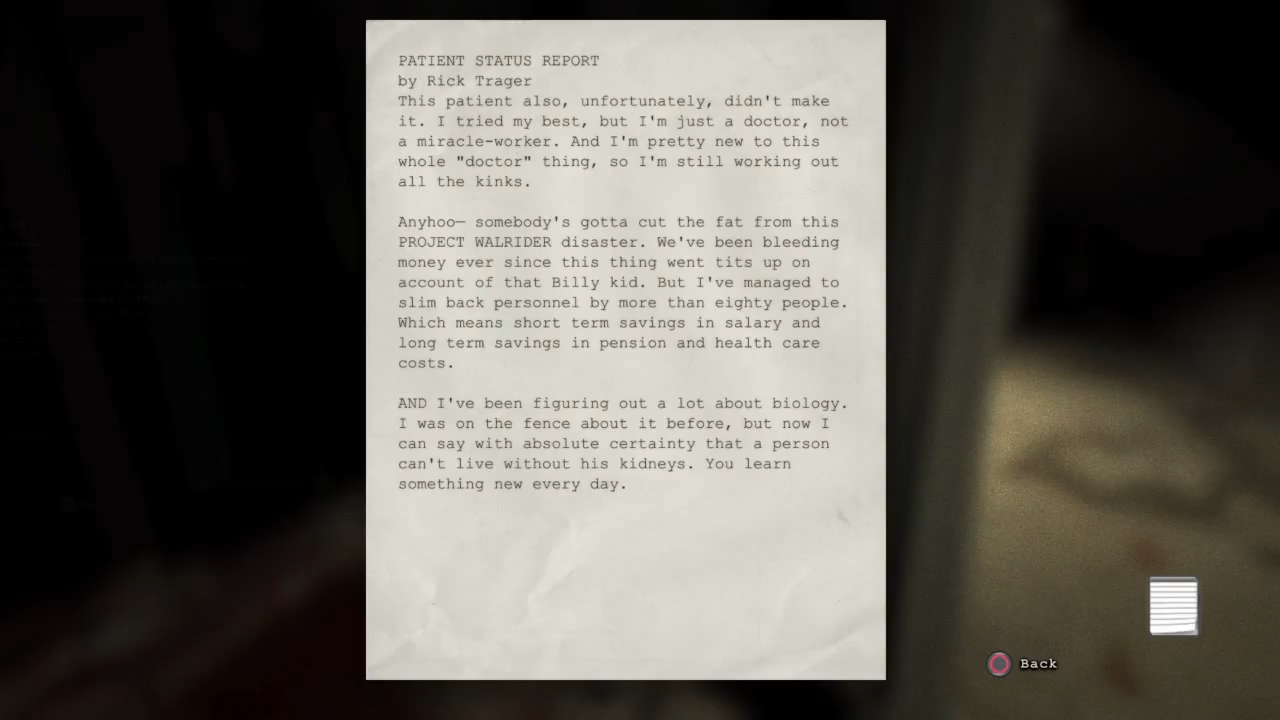 PATIENT STATUS REPORT
by Rick Trager
This patient also, unfortunately, didn't make
it. I tried my best, but I'm just a doctor, not
a miracle-worker. And I'm pretty new to this
whole "doctor" thing, so I'm still working out
all the kinks.
Anyhoo— somebody's gotta cut the fat from this
PROJECT WALRIDER disaster. We've been bleeding
money ever since this thing went tits up on
account of that Billy kid. But I've managed to
slim back personnel by more than eighty people.
Which means short term savings in salary and
long term savings in pension and health care
costs.
AND I've been figuring out a lot about biology.
I was on the fence about it before, but now I
can say with absolute certainty that a person
can't live without his kidneys. You learn
something new every day.
Back